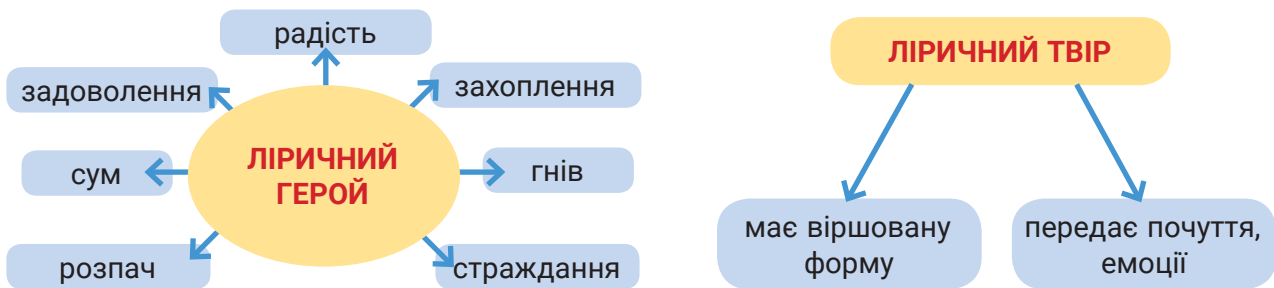 радість
задоволення
захоплення
сум
ЛІРИЧНИЙ
ГЕРОЙ
гнів
розпач
страждання
ЛІРИЧНИЙ ТВІР
має віршовану
форму
передає почуття,
емоції